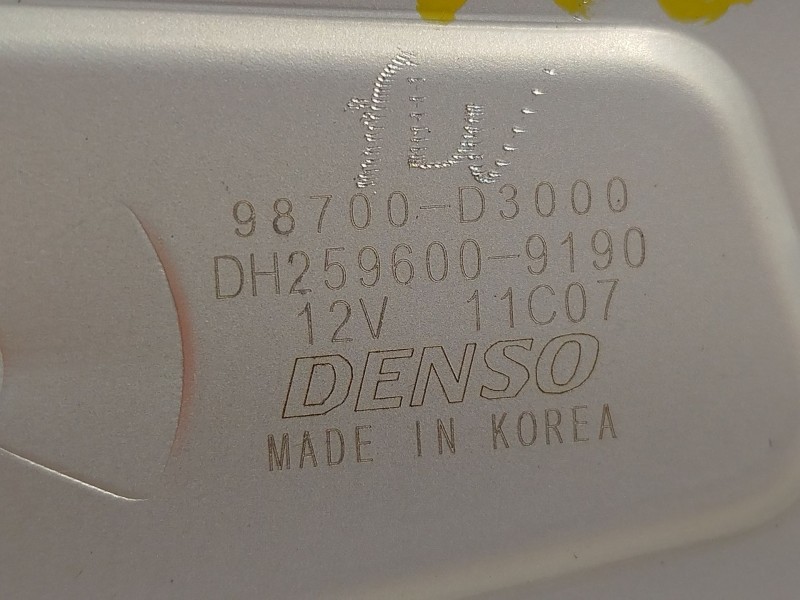 98700-D3000
DH259600-9190
12V 11C07
DENSO
MADE IN KOREA